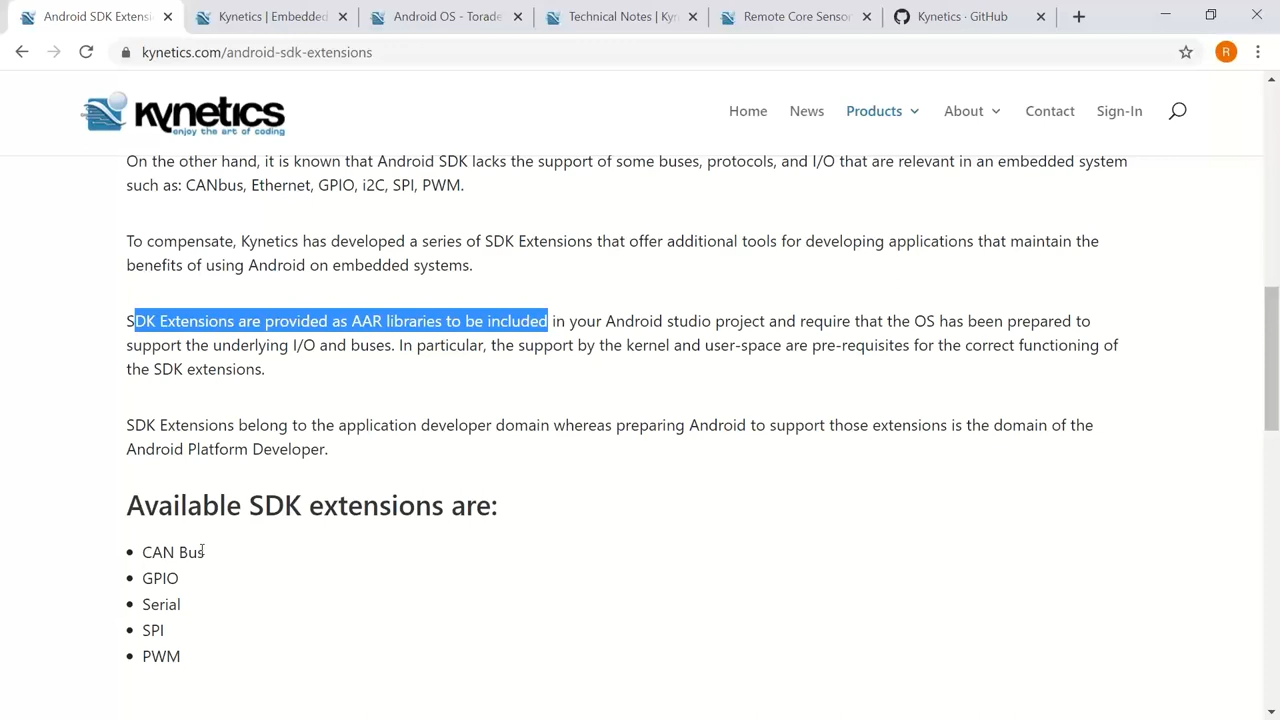 Android SDK Extensi
Kynetics | Embedded
Android OS - Torade
Technical Notes | Kyn
Remote Core Sensor
Kynetics · GitHub
kynetics.com/android-sdk-extensions
R
kynetics
enjoy the art of coding
Home
News
Products
About
Contact
Sign-In
On the other hand, it is known that Android SDK lacks the support of some buses, protocols, and I/O that are relevant in an embedded system
such as: CANbus, Ethernet, GPIO, i2C, SPI, PWM.
To compensate, Kynetics has developed a series of SDK Extensions that offer additional tools for developing applications that maintain the
benefits of using Android on embedded systems.
SDK Extensions are provided as AAR libraries to be included in your Android studio project and require that the OS has been prepared to
support the underlying I/O and buses. In particular, the support by the kernel and user-space are pre-requisites for the correct functioning of
the SDK extensions.
SDK Extensions belong to the application developer domain whereas preparing Android to support those extensions is the domain of the
Android Platform Developer.
Available SDK extensions are:
• CAN Bus
• GPIO
• Serial
• SPI
• PWM